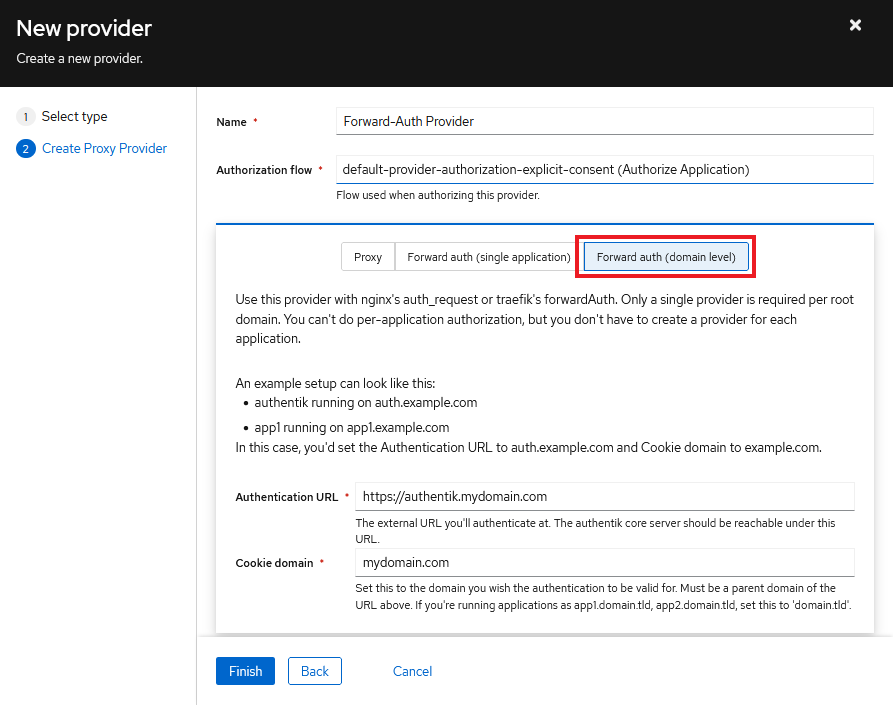 New provider
Create a new provider.
1 Select type
2 Create Proxy Provider
Name *
Forward-Auth Provider
Authorization flow *
default-provider-authorization-explicit-consent (Authorize Application)
Flow used when authorizing this provider.
Proxy
Forward auth (single application)
Forward auth (domain level)
Use this provider with nginx's auth_request or traefik's forwardAuth. Only a single provider is required per root
domain. You can't do per-application authorization, but you don't have to create a provider for each
application.
An example setup can look like this:
• authentik running on auth.example.com
• app1 running on app1.example.com
In this case, you'd set the Authentication URL to auth.example.com and Cookie domain to example.com.
Authentication URL *
https://authentik.mydomain.com
The external URL you'll authenticate at. The authentik core server should be reachable under this
URL.
Cookie domain *
mydomain.com
Set this to the domain you wish the authentication to be valid for. Must be a parent domain of the
URL above. If you're running applications as app1.domain.tld, app2.domain.tld, set this to 'domain.tld'.
Finish
Back
Cancel